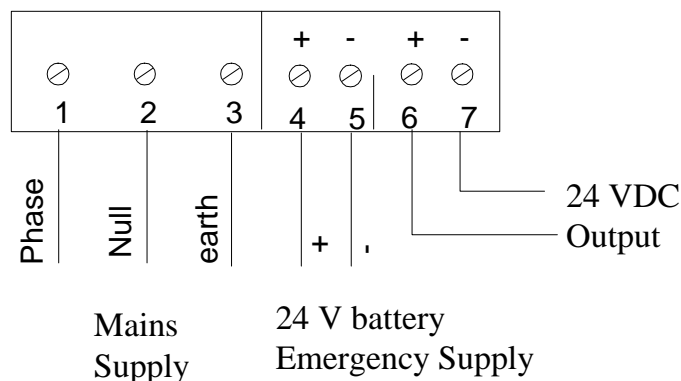 + - + -
1 2 3 4 5 6 7
Phase
Null
earth
+ -
24 VDC
Output
Mains
Supply
24 V battery
Emergency Supply